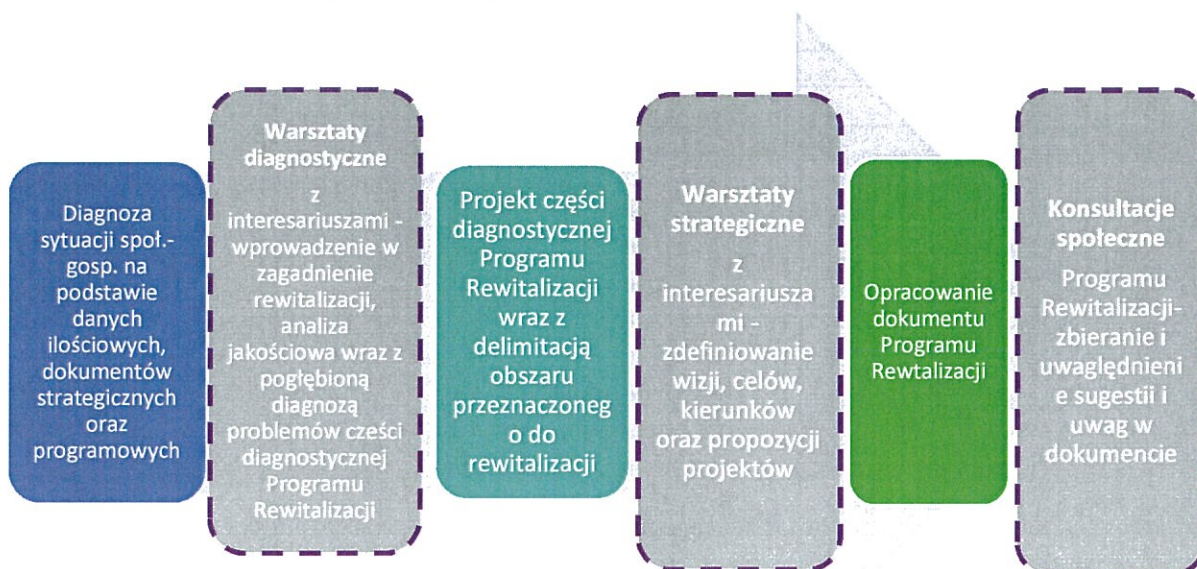 Diagnoza
sytuacji społ.-
gosp. na
podstawie
danych
ilościowych,
dokumentów
strategicznych
oraz
programowych
Warsztaty
diagnostyczne
z
interesariuszami -
wprowadzenie w
zagadnienie
rewitalizacji,
analiza
jakościowa wraz z
pogłębioną
diagnozą
problemów cześci
diagnostycznej
Programu
Rewitalizacji
Projekt części
diagnostycznej
Programu
Rewitalizacji
wraz z
delimitacją
obszaru
przeznaczoneg
o do
rewitalizacji
Warsztaty
strategiczne
z
interesariusza
mi -
zdefiniowanie
wizji, celów,
kierunków
oraz propozycji
projektów
Opracowanie
dokumentu
Programu
Rewtalizacji
Konsultacje
społeczne
Programu
Rewitalizacji-
zbieranie i
uwaględnieni
e sugestii i
uwag w
dokumencie